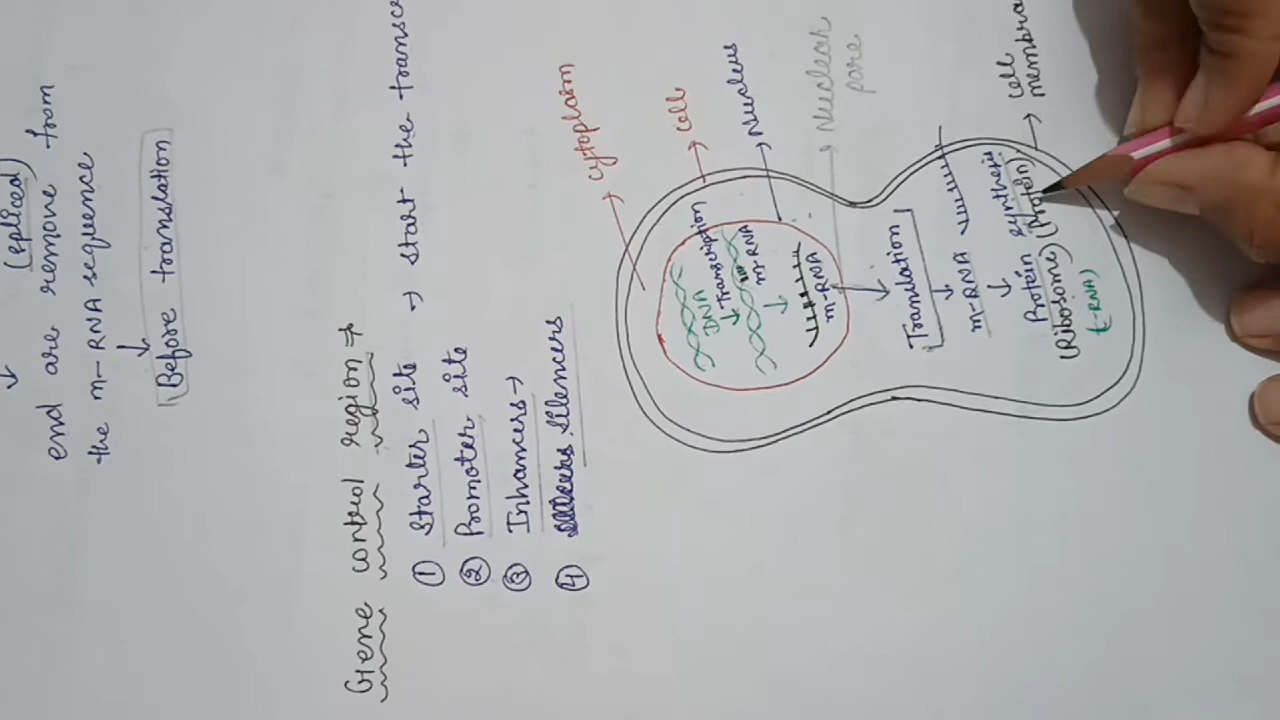 (spliced)
end are remone from
the m-RNA sequence
Before translation
Gene control region ⇒
① Starter site → start the transc
② Promoter site
③ Inhancers →
④ Silencers
→ cytoplasm
→ cell
→ Nucleus
→ Nuclear
pore
→ cell
membra
DNA
↓ Transcription
m-RNA
↓
m-RNA
↓
Translation
↓
m-RNA
↓
Protein synthesis
(Ribosome) (Protein)
t-RNA)